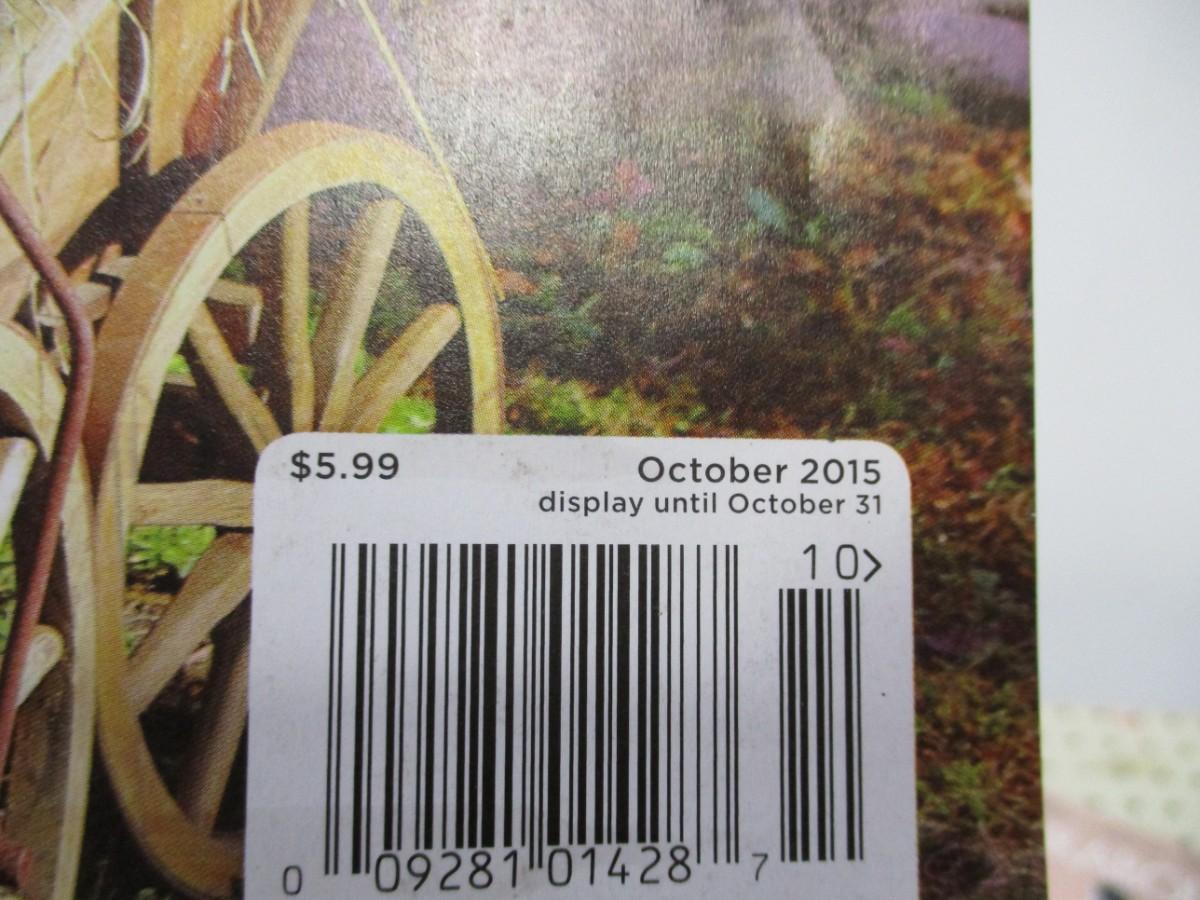 $5.99 October 2015
display until October 31
10>
0 09281 01428 7